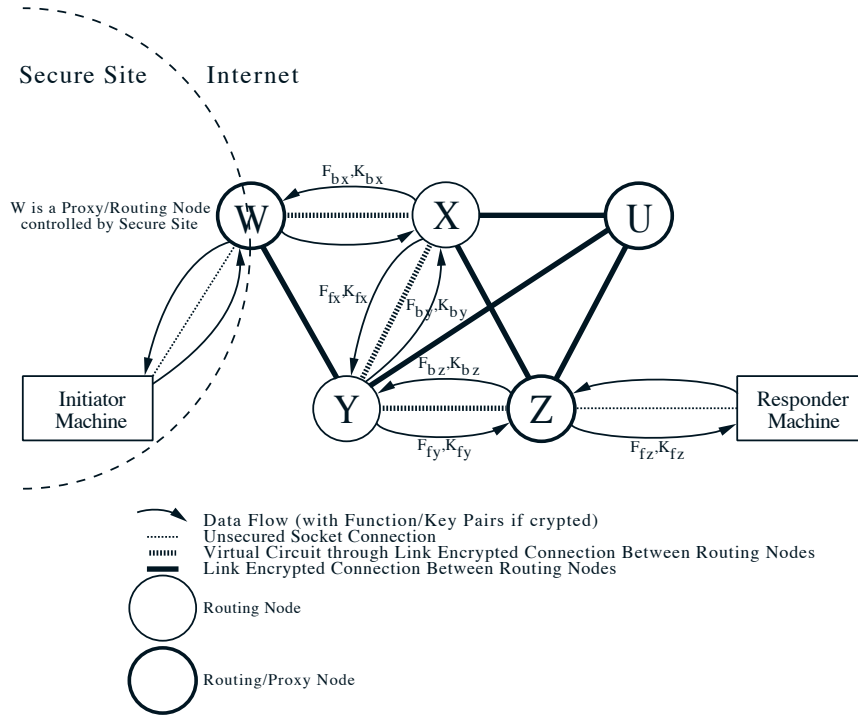 Secure Site
Internet
F_bx,K_bx
W is a Proxy/Routing Node
controlled by Secure Site
W
X
U
F_fx,K_fx
F_by,K_by
F_bz,K_bz
Initiator
Machine
Y
Z
Responder
Machine
F_fy,K_fy
F_fz,K_fz
Data Flow (with Function/Key Pairs if crypted)
Unsecured Socket Connection
Virtual Circuit through Link Encrypted Connection Between Routing Nodes
Link Encrypted Connection Between Routing Nodes
Routing Node
Routing/Proxy Node